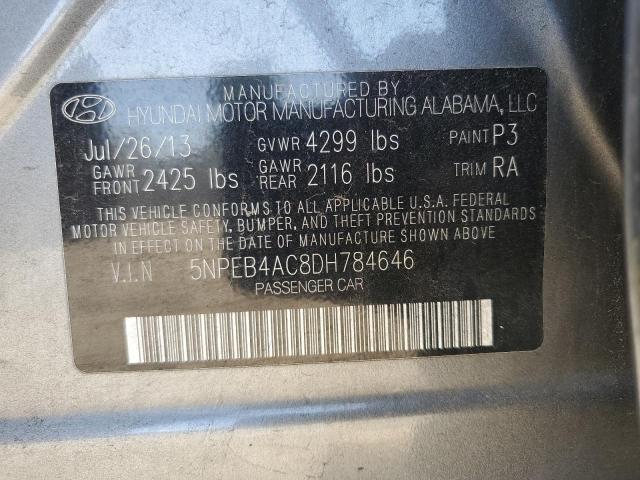 MANUFACTURED BY
HYUNDAI MOTOR MANUFACTURING ALABAMA, LLC
Jul/26/13 GVWR 4299 lbs PAINT P3
GAWR FRONT 2425 lbs GAWR REAR 2116 lbs TRIM RA
THIS VEHICLE CONFORMS TO ALL APPLICABLE U.S.A. FEDERAL
MOTOR VEHICLE SAFETY, BUMPER, AND THEFT PREVENTION STANDARDS
IN EFFECT ON THE DATE OF MANUFACTURE SHOWN ABOVE.
V.I.N 5NPEB4AC8DH784646
PASSENGER CAR